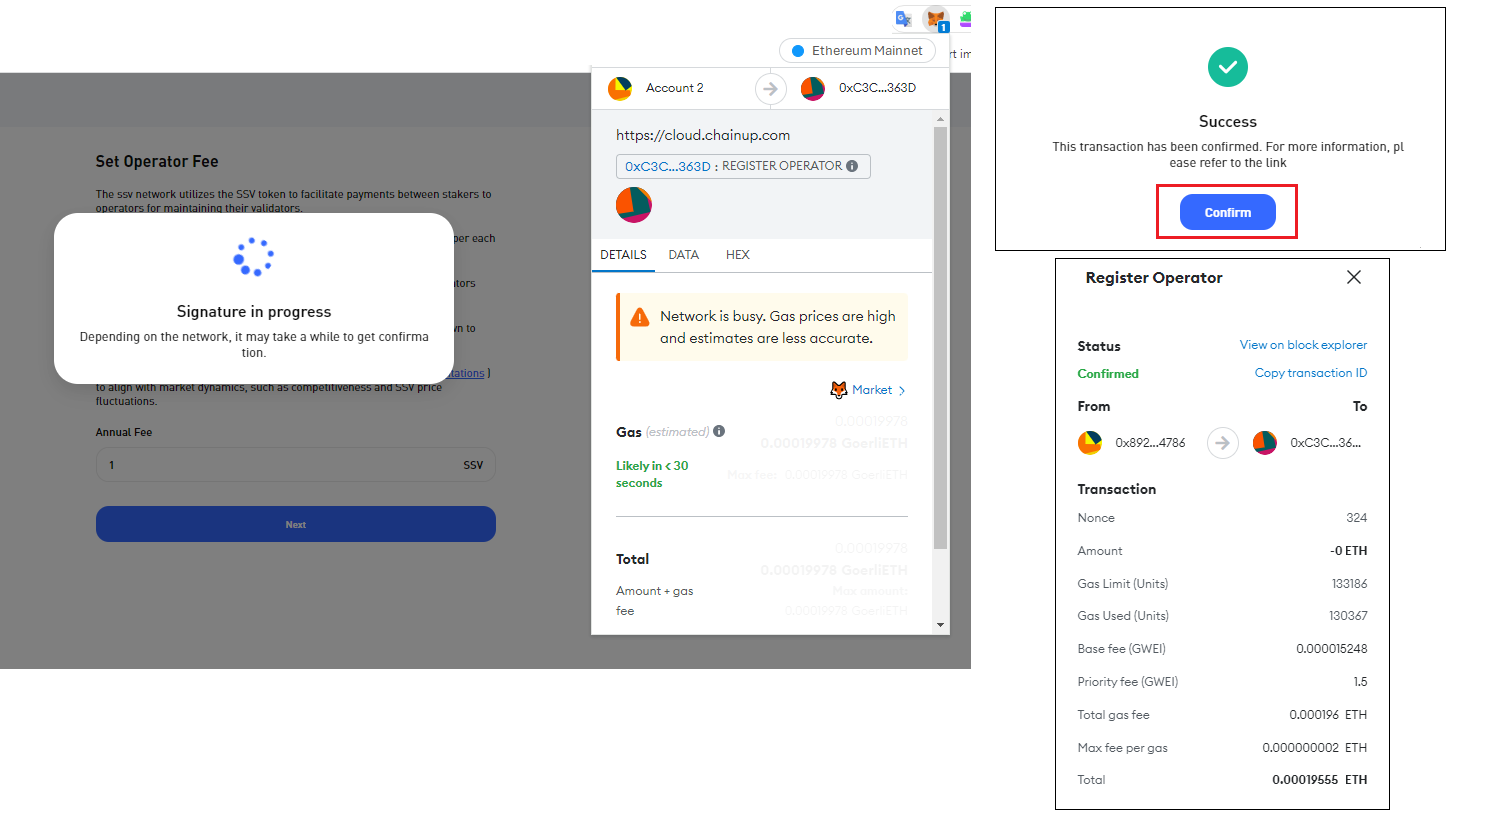 1
Ethereum Mainnet
rt im
Account 2
0xC3C...363D
https://cloud.chainup.com
0xC3C...363D : REGISTER OPERATOR
DETAILS DATA HEX
Network is busy. Gas prices are high
and estimates are less accurate.
Market >
0.00019978
Gas (estimated)
0.00019978 GoerliETH
Likely in < 30
seconds
Max fee: 0.00019978 GoerliETH
0.00019978
Total
0.00019978 GoerliETH
Amount + gas
fee
Max amount:
0.00019978 GoerliETH
Set Operator Fee
The ssv network utilizes the SSV token to facilitate payments between stakers to
operators for maintaining their validators.
per each
ators
n to
tations )
to align with market dynamics, such as competitiveness and SSV price
fluctuations.
Annual Fee
1 SSV
Next
Signature in progress
Depending on the network, it may take a while to get confirma
tion.
Success
This transaction has been confirmed. For more information, pl
ease refer to the link
Confirm
Register Operator
Status View on block explorer
Confirmed Copy transaction ID
From To
0x892...4786 0xC3C...36...
Transaction
Nonce 324
Amount -0 ETH
Gas Limit (Units) 133186
Gas Used (Units) 130367
Base fee (GWEI) 0.000015248
Priority fee (GWEI) 1.5
Total gas fee 0.000196 ETH
Max fee per gas 0.000000002 ETH
Total 0.00019555 ETH